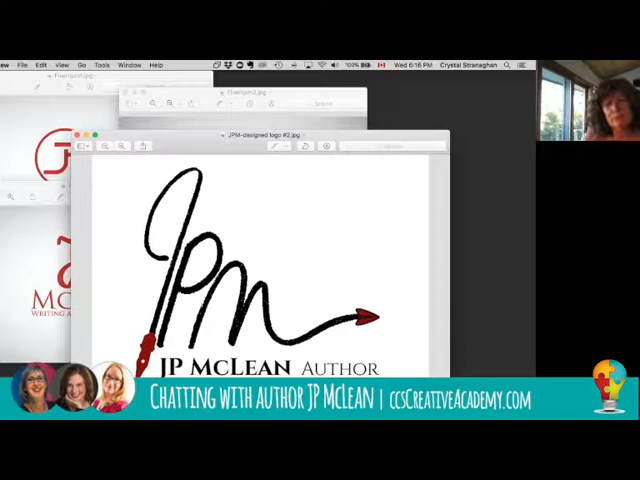 File Edit View Go Tools Window Help
100% Wed 6:16 PM Crystal Stranaghan
JPM-designed logo #2.jpg
JPM
JP McLean Author
Writing
Chatting with author JP McLean | ccsCreativeAcademy.com